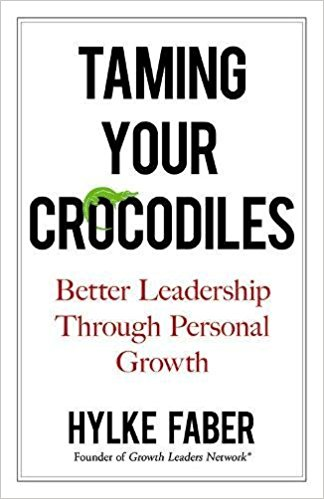 TAMING
YOUR
CROCODILES
Better Leadership
Through Personal
Growth
HYLKE FABER
Founder of Growth Leaders Network®